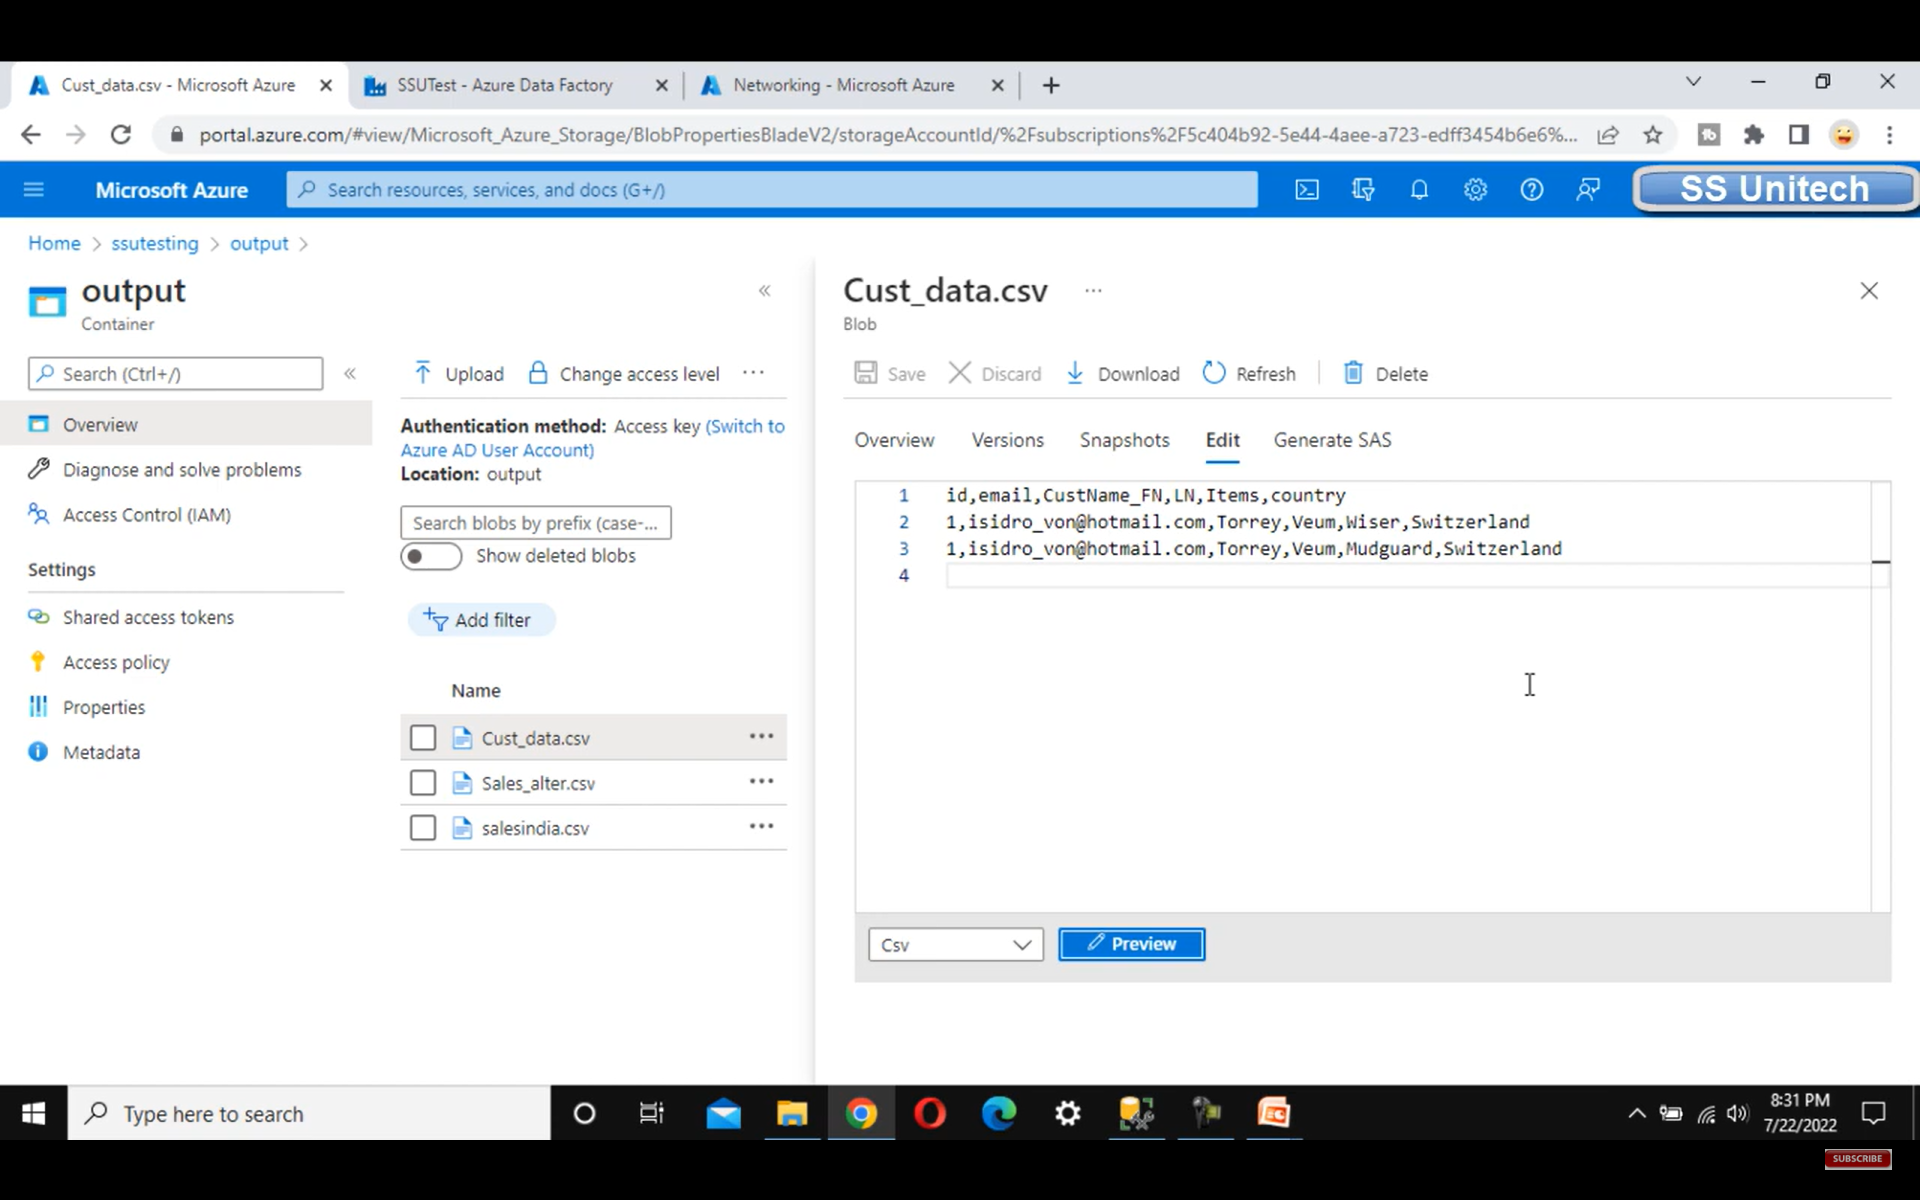 Cust_data.csv - Microsoft Azure
SSUTest - Azure Data Factory
Networking - Microsoft Azure
portal.azure.com/#view/Microsoft_Azure_Storage/BlobPropertiesBladeV2/storageAccountId/%2Fsubscriptions%2F5c404b92-5e44-4aee-a723-edff3454b6e6%...
Microsoft Azure
Search resources, services, and docs (G+/)
SS Unitech
Home > ssutesting > output >
output
Container
Search (Ctrl+/)
Overview
Diagnose and solve problems
Access Control (IAM)
Settings
Shared access tokens
Access policy
Properties
Metadata
Upload
Change access level
Authentication method: Access key (Switch to
Azure AD User Account)
Location: output
Search blobs by prefix (case-...
Show deleted blobs
Add filter
Name
Cust_data.csv
Sales_alter.csv
salesindia.csv
Cust_data.csv
Blob
Save Discard Download Refresh Delete
Overview Versions Snapshots Edit Generate SAS
1 id,email,CustName_FN,LN,Items,country
2 1,isidro_von@hotmail.com,Torrey,Veum,Wiser,Switzerland
3 1,isidro_von@hotmail.com,Torrey,Veum,Mudguard,Switzerland
4
Csv
Preview
Type here to search
8:31 PM
7/22/2022
SUBSCRIBE